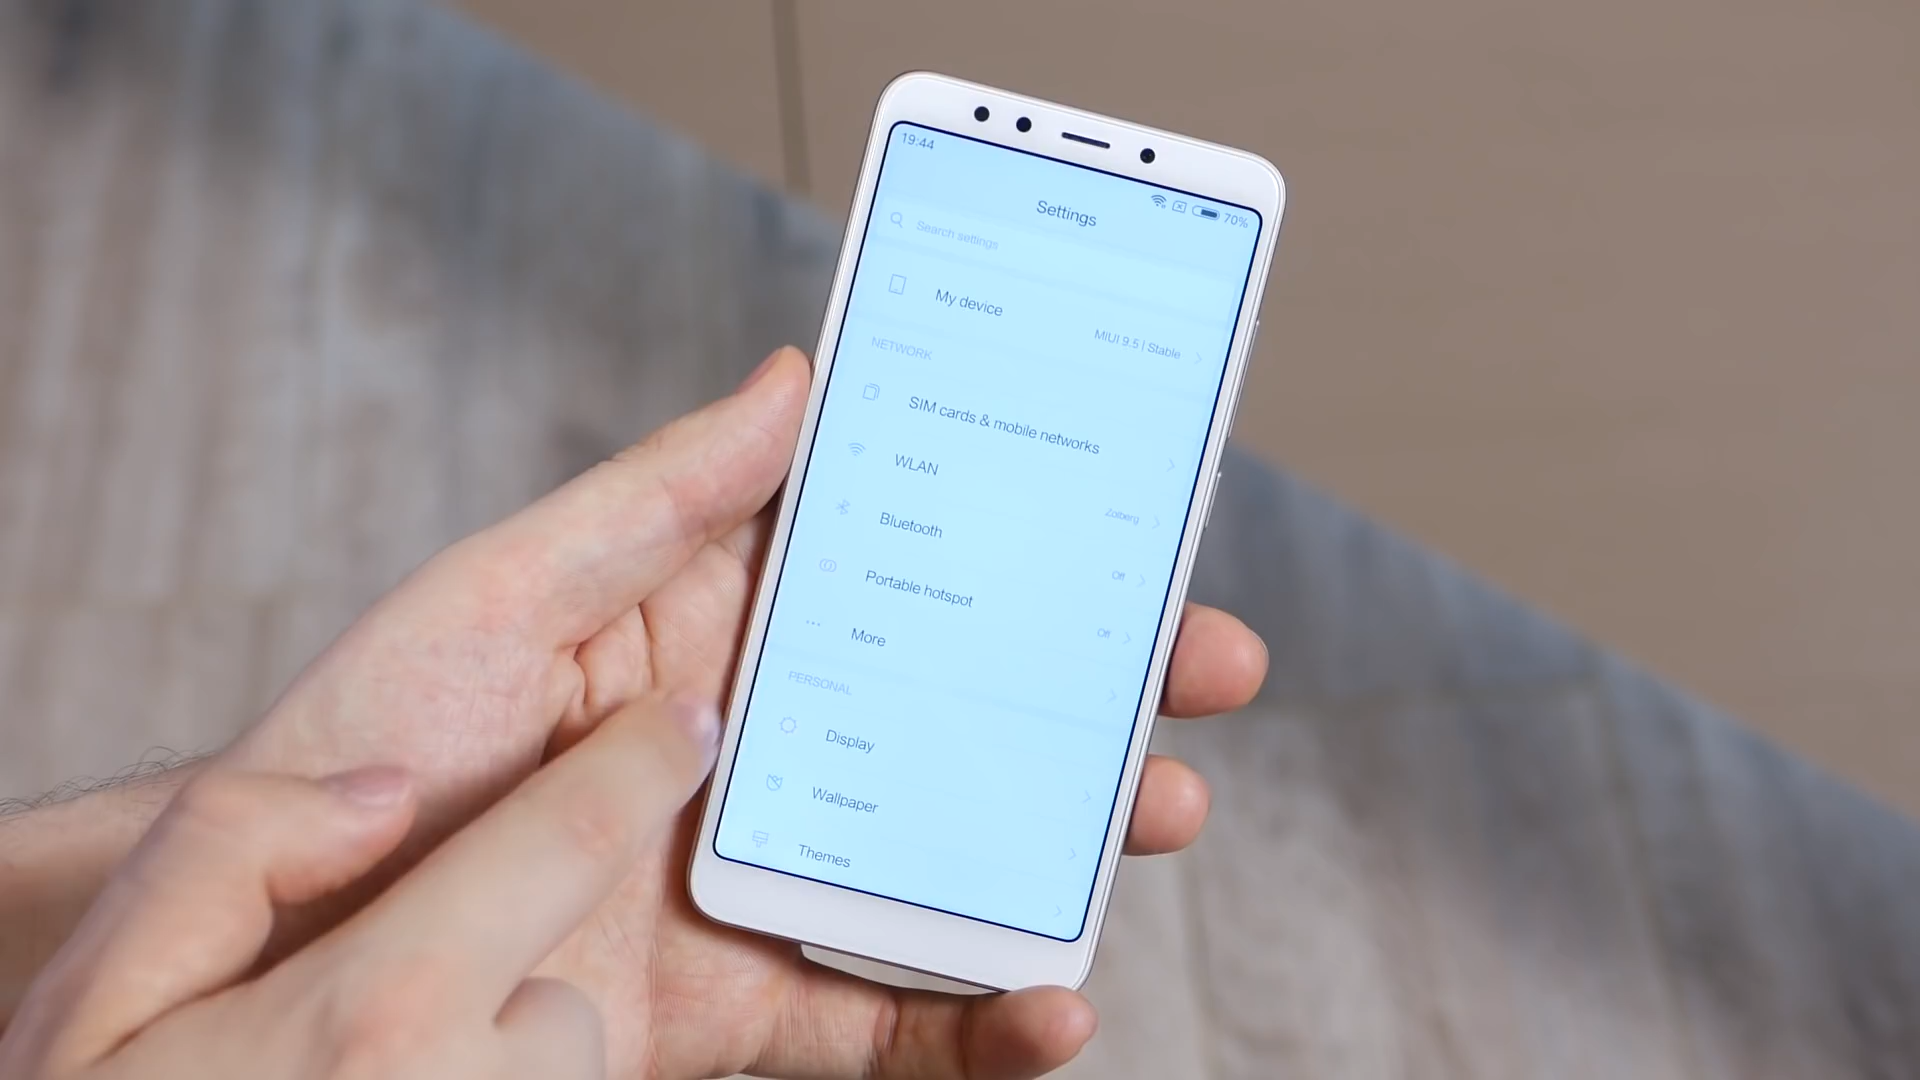 19:44
70%
Settings
Search settings
My device
MIUI 9.5 | Stable
NETWORK
SIM cards & mobile networks
WLAN
Zolberg
Bluetooth
Off
Portable hotspot
Off
More
PERSONAL
Display
Wallpaper
Themes